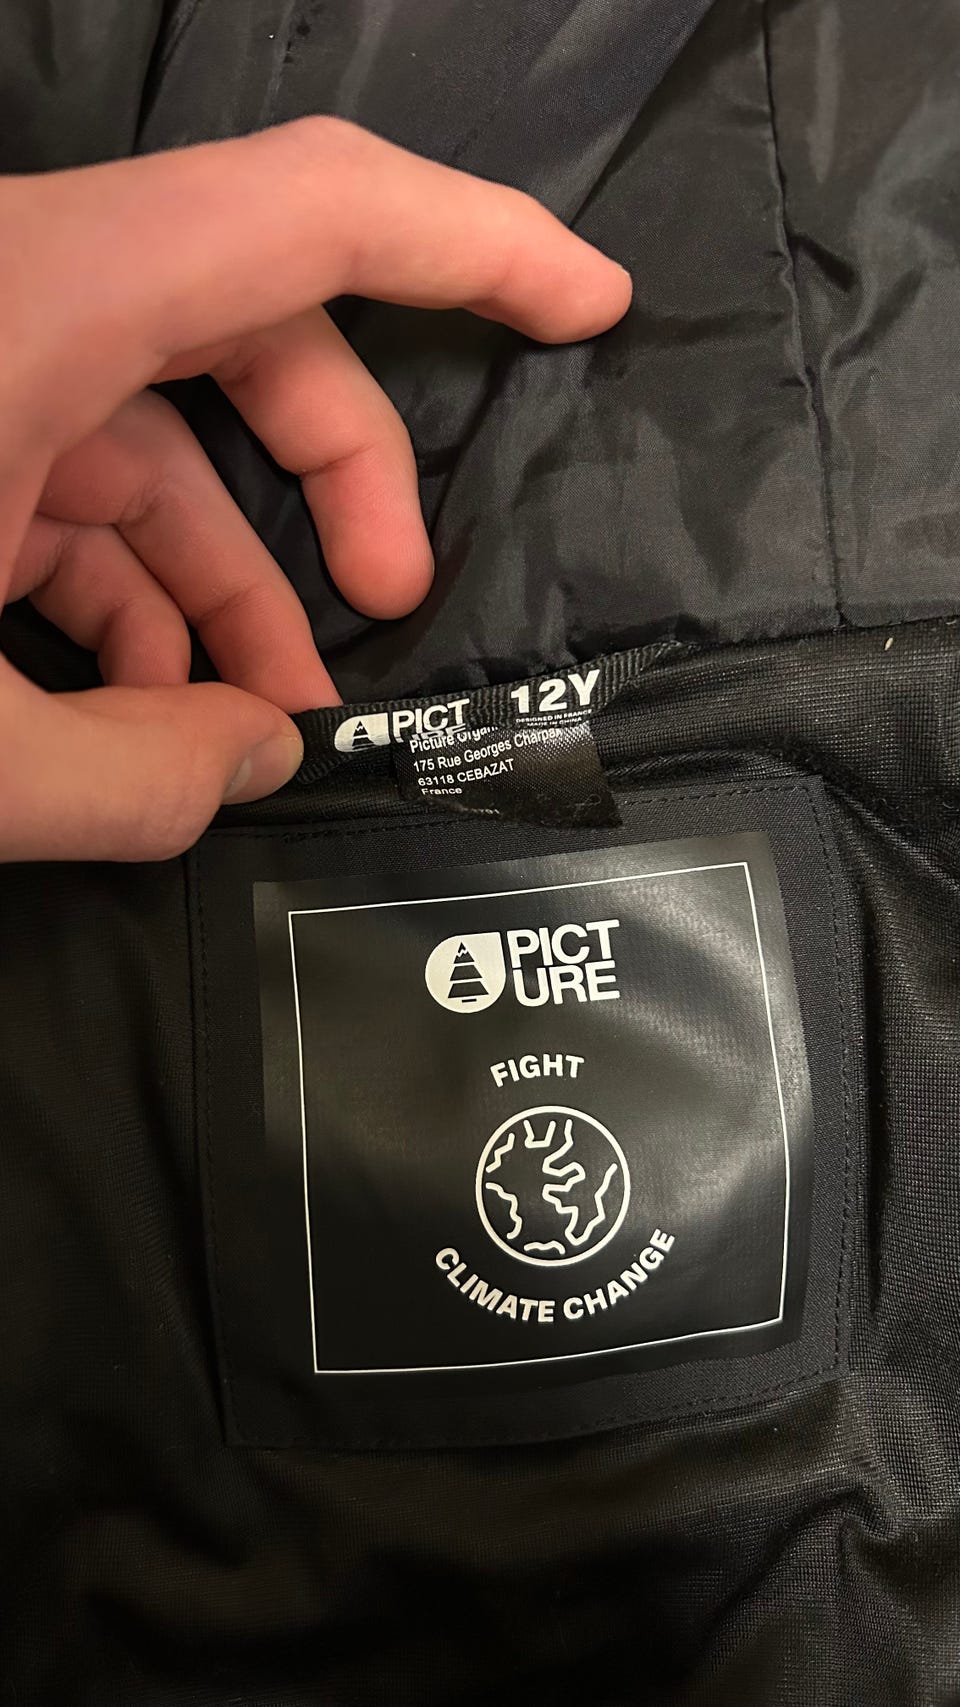 PICT
URE
12Y
DESIGNED IN FRANCE
MADE IN CHINA
Picture
175 Rue Georges
63118 CEBAZAT
France
PICT
URE
FIGHT
CLIMATE CHANGE